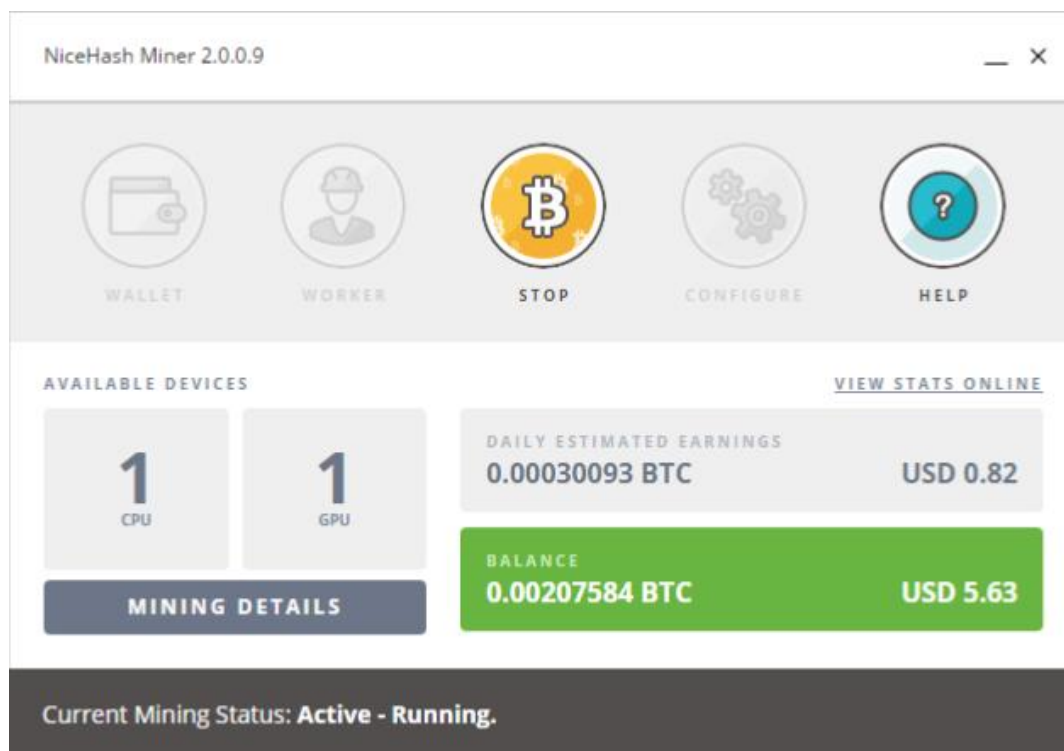 NiceHash Miner 2.0.0.9
WALLET
WORKER
STOP
CONFIGURE
HELP
AVAILABLE DEVICES
VIEW STATS ONLINE
1
CPU
1
GPU
MINING DETAILS
DAILY ESTIMATED EARNINGS
0.00030093 BTC USD 0.82
BALANCE
0.00207584 BTC USD 5.63
Current Mining Status: Active - Running.